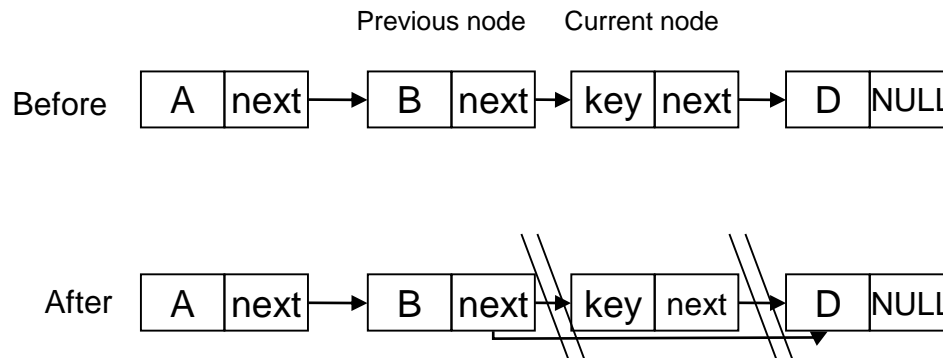 Previous node Current node
Before A next B next key next D NULL
After A next B next key next D NULL